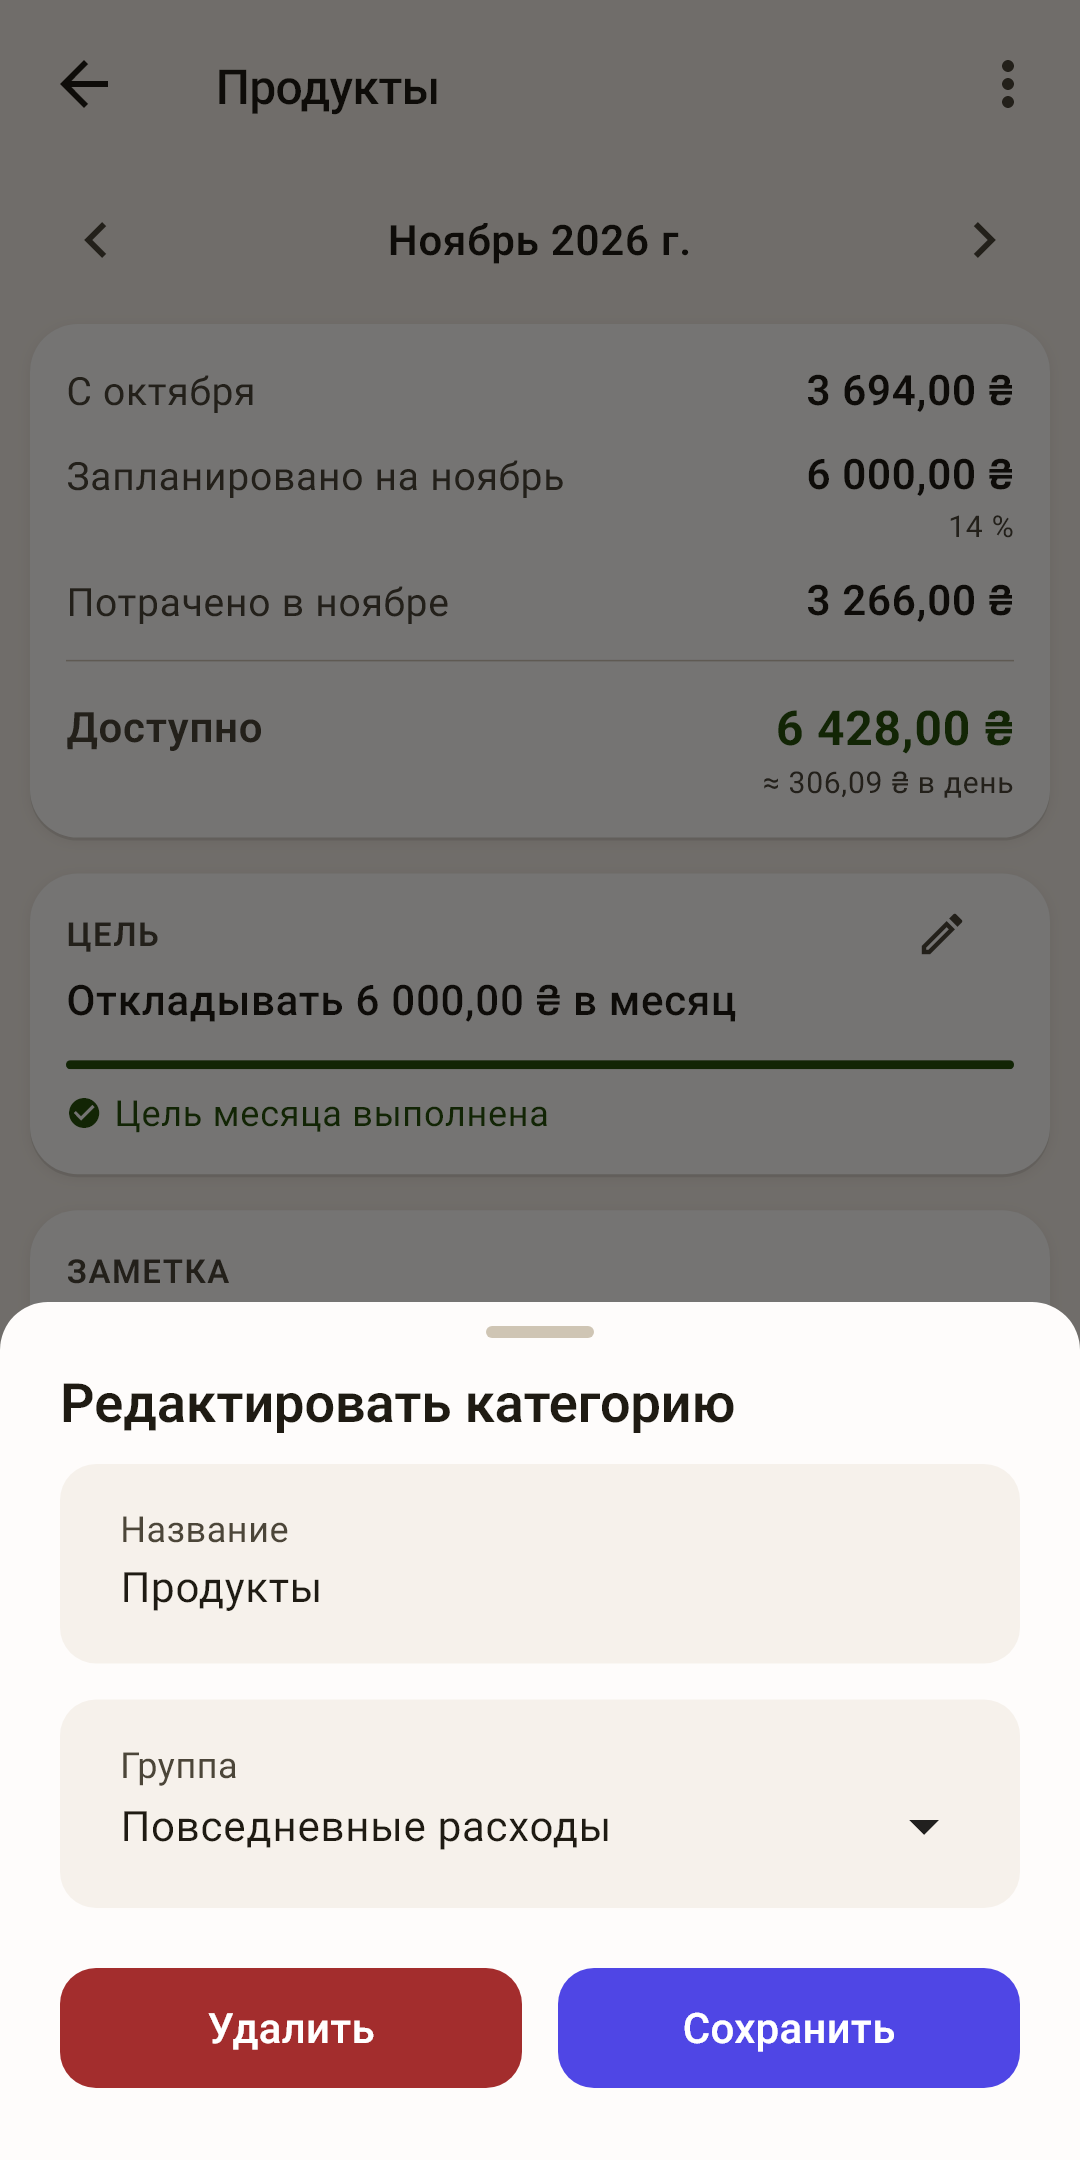 Продукты
Ноябрь 2026 г.
С октября 3 694,00 ₴
Запланировано на ноябрь 6 000,00 ₴
14 %
Потрачено в ноябре 3 266,00 ₴
Доступно 6 428,00 ₴
≈ 306,09 ₴ в день
ЦЕЛЬ
Откладывать 6 000,00 ₴ в месяц
Цель месяца выполнена
ЗАМЕТКА
Редактировать категорию
Название
Продукты
Группа
Повседневные расходы
Удалить Сохранить